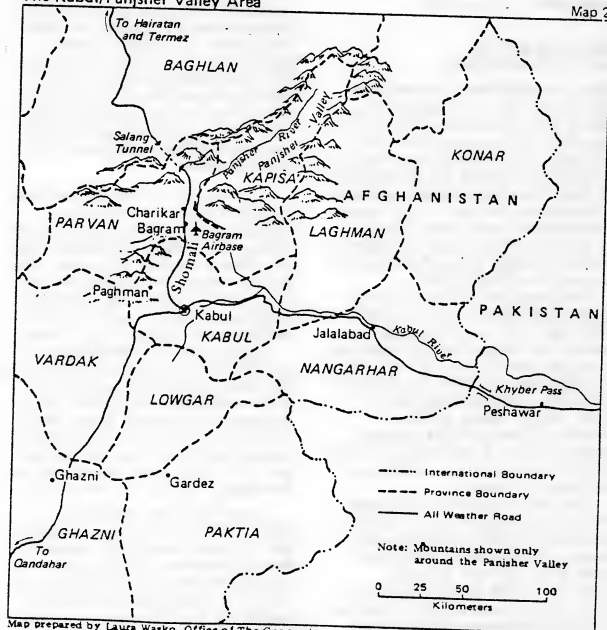 The Kabul/Panjsher Valley Area
Map 2
To Hairatan
and Termez
BAGHLAN
Salang
Tunnel
Panjsher River
Panjsher Valley
KAPISA
KONAR
AFGHANISTAN
PARVAN
Charikar
Bagram
Bagram
Airbase
LAGHMAN
Shomali
Paghman
PAKISTAN
Kabul
KABUL
Jalalabad
Kabul River
VARDAK
NANGARHAR
Khyber Pass
LOWGAR
Peshawar
Ghazni
Gardez
International Boundary
Province Boundary
All Weather Road
GHAZNI
PAKTIA
Note: Mountains shown only
around the Panjsher Valley
To
Qandahar
0 25 50 100
Kilometers
Map prepared by Laura Wasko, Office of The